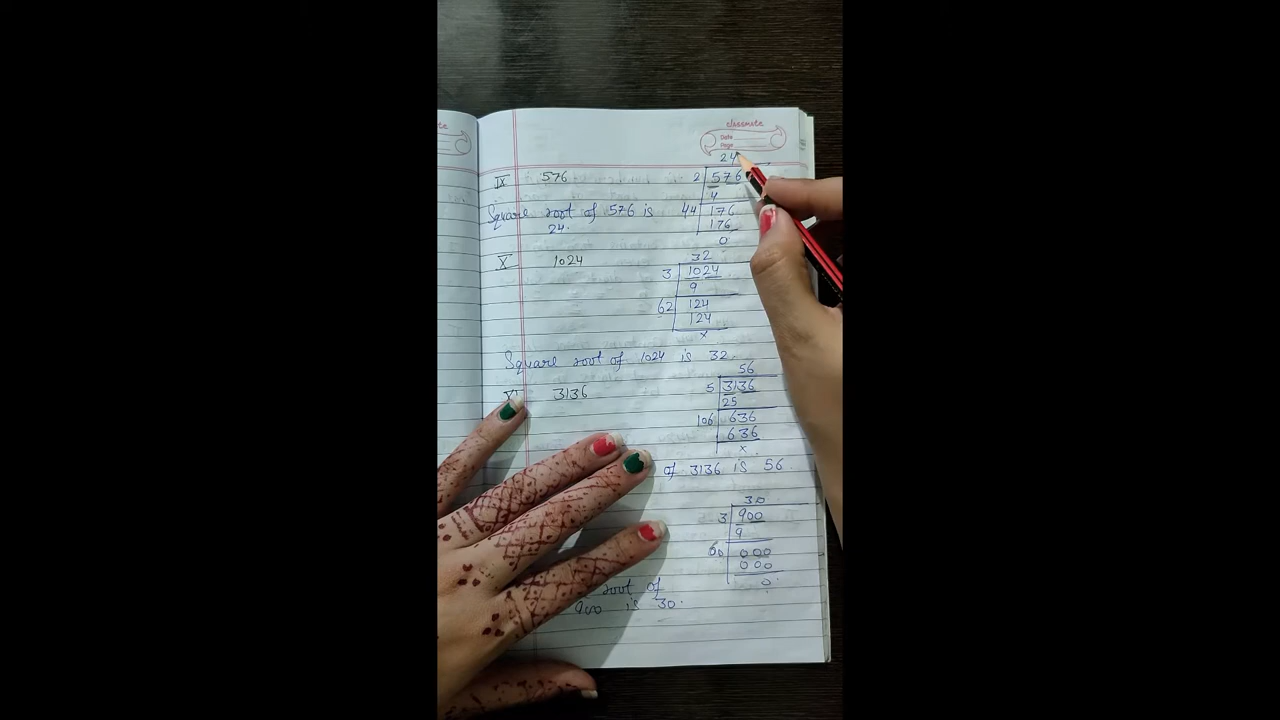 te
classmate
Date
Page
24
IX 576 2 576
4
Square root of 576 is 44 176
24. 176
0
32
X 1024 3 1024
9
62 124
124
x
Square root of 1024 is 32.
56
XI 3136 5 3136
25
106 636
636
x
of 3136 is 56.
30
3 900
9
60 000
000
0
root of
900 is 30.